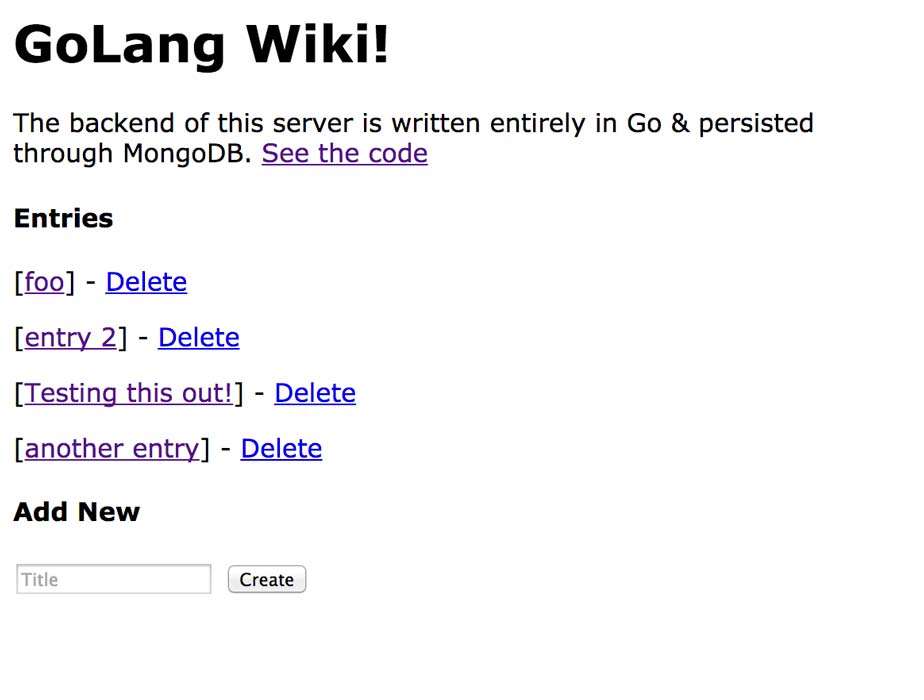 GoLang Wiki!
The backend of this server is written entirely in Go & persisted
through MongoDB. See the code
Entries
[foo] - Delete
[entry 2] - Delete
[Testing this out!] - Delete
[another entry] - Delete
Add New
Title Create